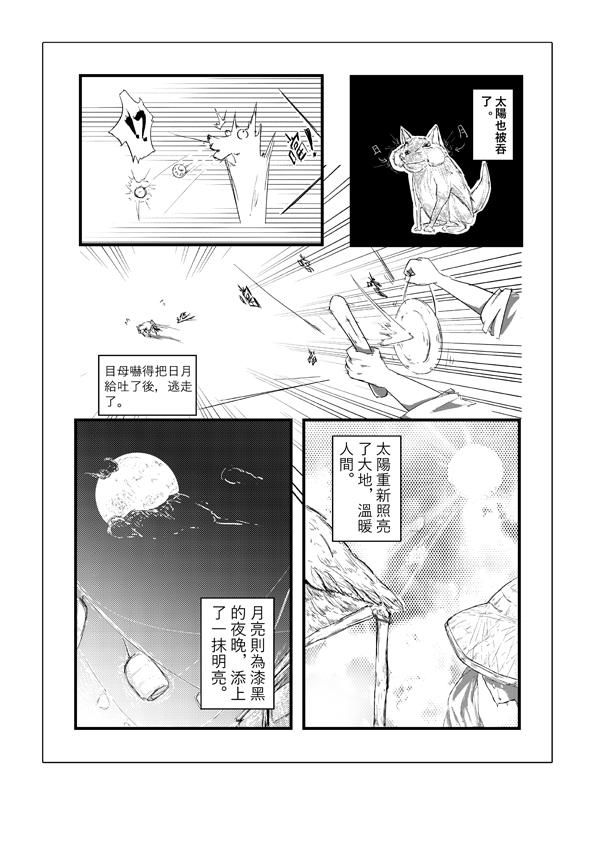 太陽也被吞
了。
日
月
!?
目母嚇得把日月
給吐了後，逃走
了。
太陽重新照亮
了大地，溫暖
人間。
月亮則為漆黑
的夜晚，添上
了一抹明亮。